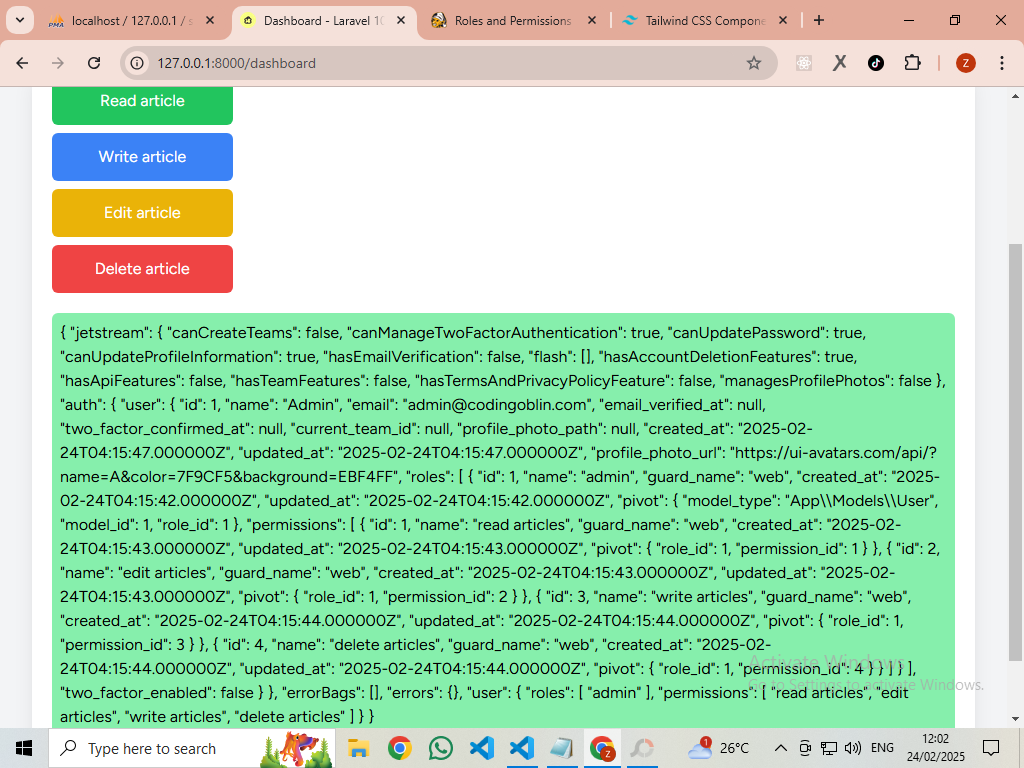 localhost / 127.0.0.1 / s
Dashboard - Laravel 10
Roles and Permissions
Tailwind CSS Compone
127.0.0.1:8000/dashboard
Z
Read article
Write article
Edit article
Delete article
{ "jetstream": { "canCreateTeams": false, "canManageTwoFactorAuthentication": true, "canUpdatePassword": true,
"canUpdateProfileInformation": true, "hasEmailVerification": false, "flash": [], "hasAccountDeletionFeatures": true,
"hasApiFeatures": false, "hasTeamFeatures": false, "hasTermsAndPrivacyPolicyFeature": false, "managesProfilePhotos": false },
"auth": { "user": { "id": 1, "name": "Admin", "email": "admin@codingoblin.com", "email_verified_at": null,
"two_factor_confirmed_at": null, "current_team_id": null, "profile_photo_path": null, "created_at": "2025-02-
24T04:15:47.000000Z", "updated_at": "2025-02-24T04:15:47.000000Z", "profile_photo_url": "https://ui-avatars.com/api/?
name=A&color=7F9CF5&background=EBF4FF", "roles": [ { "id": 1, "name": "admin", "guard_name": "web", "created_at": "2025-
02-24T04:15:42.000000Z", "updated_at": "2025-02-24T04:15:42.000000Z", "pivot": { "model_type": "App\\Models\\User",
"model_id": 1, "role_id": 1 }, "permissions": [ { "id": 1, "name": "read articles", "guard_name": "web", "created_at": "2025-02-
24T04:15:43.000000Z", "updated_at": "2025-02-24T04:15:43.000000Z", "pivot": { "role_id": 1, "permission_id": 1 } }, { "id": 2,
"name": "edit articles", "guard_name": "web", "created_at": "2025-02-24T04:15:43.000000Z", "updated_at": "2025-02-
24T04:15:43.000000Z", "pivot": { "role_id": 1, "permission_id": 2 } }, { "id": 3, "name": "write articles", "guard_name": "web",
"created_at": "2025-02-24T04:15:44.000000Z", "updated_at": "2025-02-24T04:15:44.000000Z", "pivot": { "role_id": 1,
"permission_id": 3 } }, { "id": 4, "name": "delete articles", "guard_name": "web", "created_at": "2025-02-
24T04:15:44.000000Z", "updated_at": "2025-02-24T04:15:44.000000Z", "pivot": { "role_id": 1, "permission_id": 4 } } ] } ],
"two_factor_enabled": false } }, "errorBags": [], "errors": {}, "user": { "roles": [ "admin" ], "permissions": [ "read articles", "edit
articles", "write articles", "delete articles" ] } }
Activate Windows
Go to Settings to activate Windows.
Type here to search
Z
1
26°C
ENG
12:02
24/02/2025